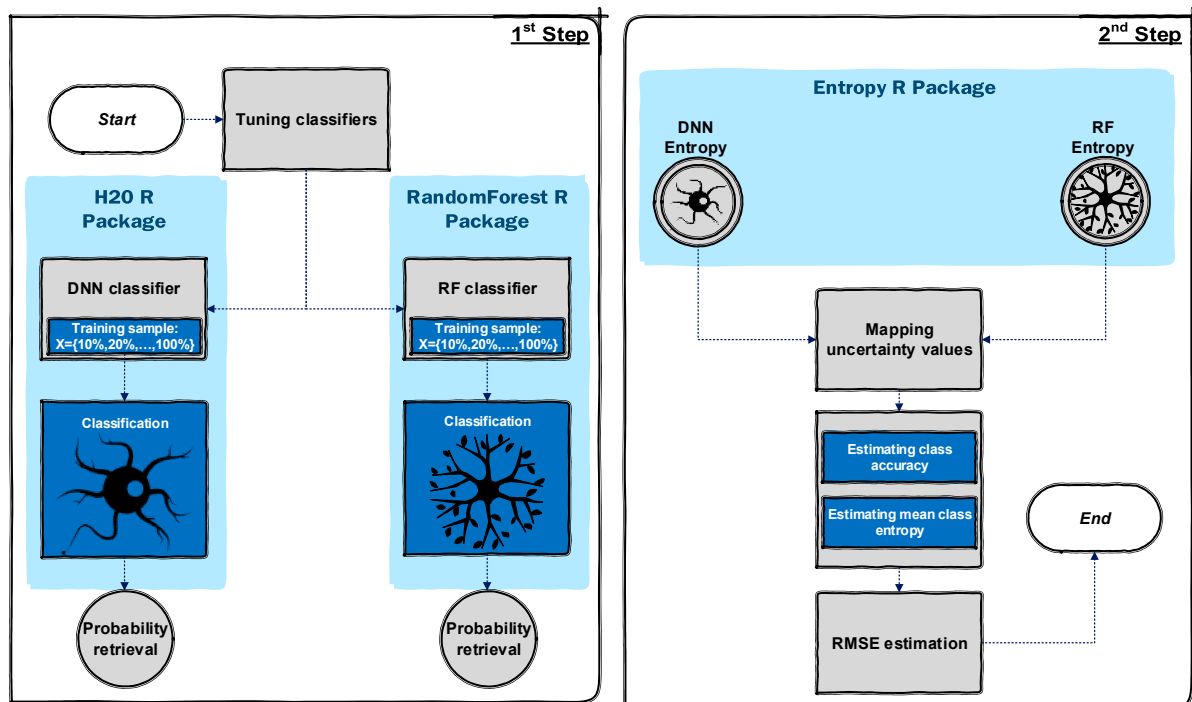 1st Step
Start
Tuning classifiers
H20 R
Package
RandomForest R
Package
DNN classifier
Training sample:
X={10%,20%,…,100%}
RF classifier
Training sample:
X={10%,20%,…,100%}
Classification
Classification
Probability
retrieval
Probability
retrieval
2nd Step
Entropy R Package
DNN
Entropy
RF
Entropy
Mapping
uncertainty values
Estimating class
accuracy
Estimating mean class
entropy
End
RMSE estimation